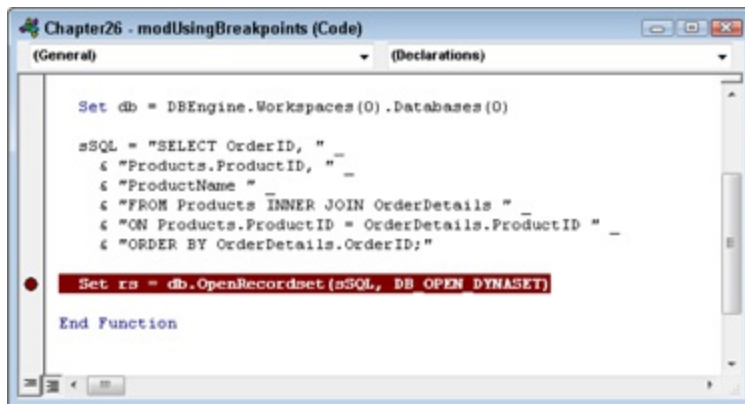 Chapter26 - modUsingBreakpoints (Code)
(General) (Declarations)
Set db = DBEngine.Workspaces(0).Databases(0)
sSQL = "SELECT OrderID, " _
& "Products.ProductID, " _
& "ProductName " _
& "FROM Products INNER JOIN OrderDetails " _
& "ON Products.ProductID = OrderDetails.ProductID " _
& "ORDER BY OrderDetails.OrderID;"
Set rs = db.OpenRecordset(sSQL, DB_OPEN_DYNASET)
End Function